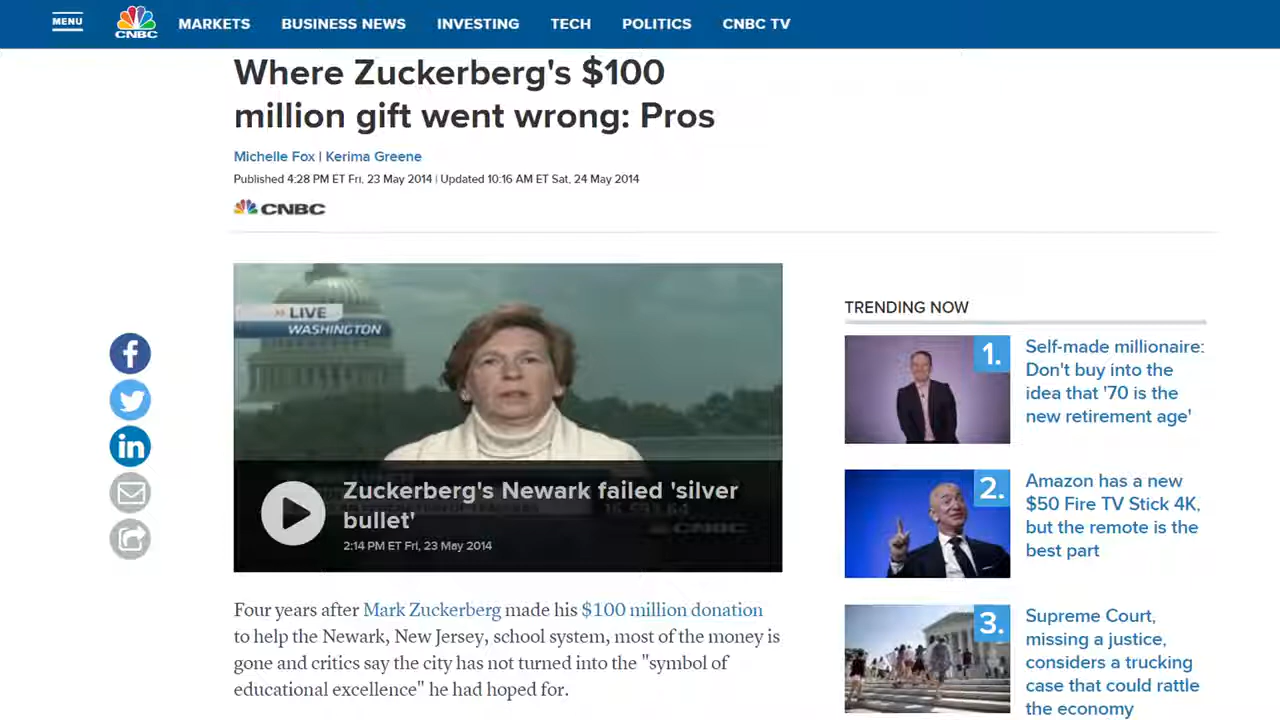 MENU
CNBC
MARKETS
BUSINESS NEWS
INVESTING
TECH
POLITICS
CNBC TV
Where Zuckerberg's $100
million gift went wrong: Pros
Michelle Fox | Kerima Greene
Published 4:28 PM ET Fri, 23 May 2014 | Updated 10:16 AM ET Sat, 24 May 2014
CNBC
LIVE
WASHINGTON
Zuckerberg's Newark failed 'silver
bullet'
2:14 PM ET Fri, 23 May 2014
CNBC
Four years after Mark Zuckerberg made his $100 million donation
to help the Newark, New Jersey, school system, most of the money is
gone and critics say the city has not turned into the "symbol of
educational excellence" he had hoped for.
TRENDING NOW
1.
Self-made millionaire:
Don't buy into the
idea that '70 is the
new retirement age'
2.
Amazon has a new
$50 Fire TV Stick 4K,
but the remote is the
best part
3.
Supreme Court,
missing a justice,
considers a trucking
case that could rattle
the economy